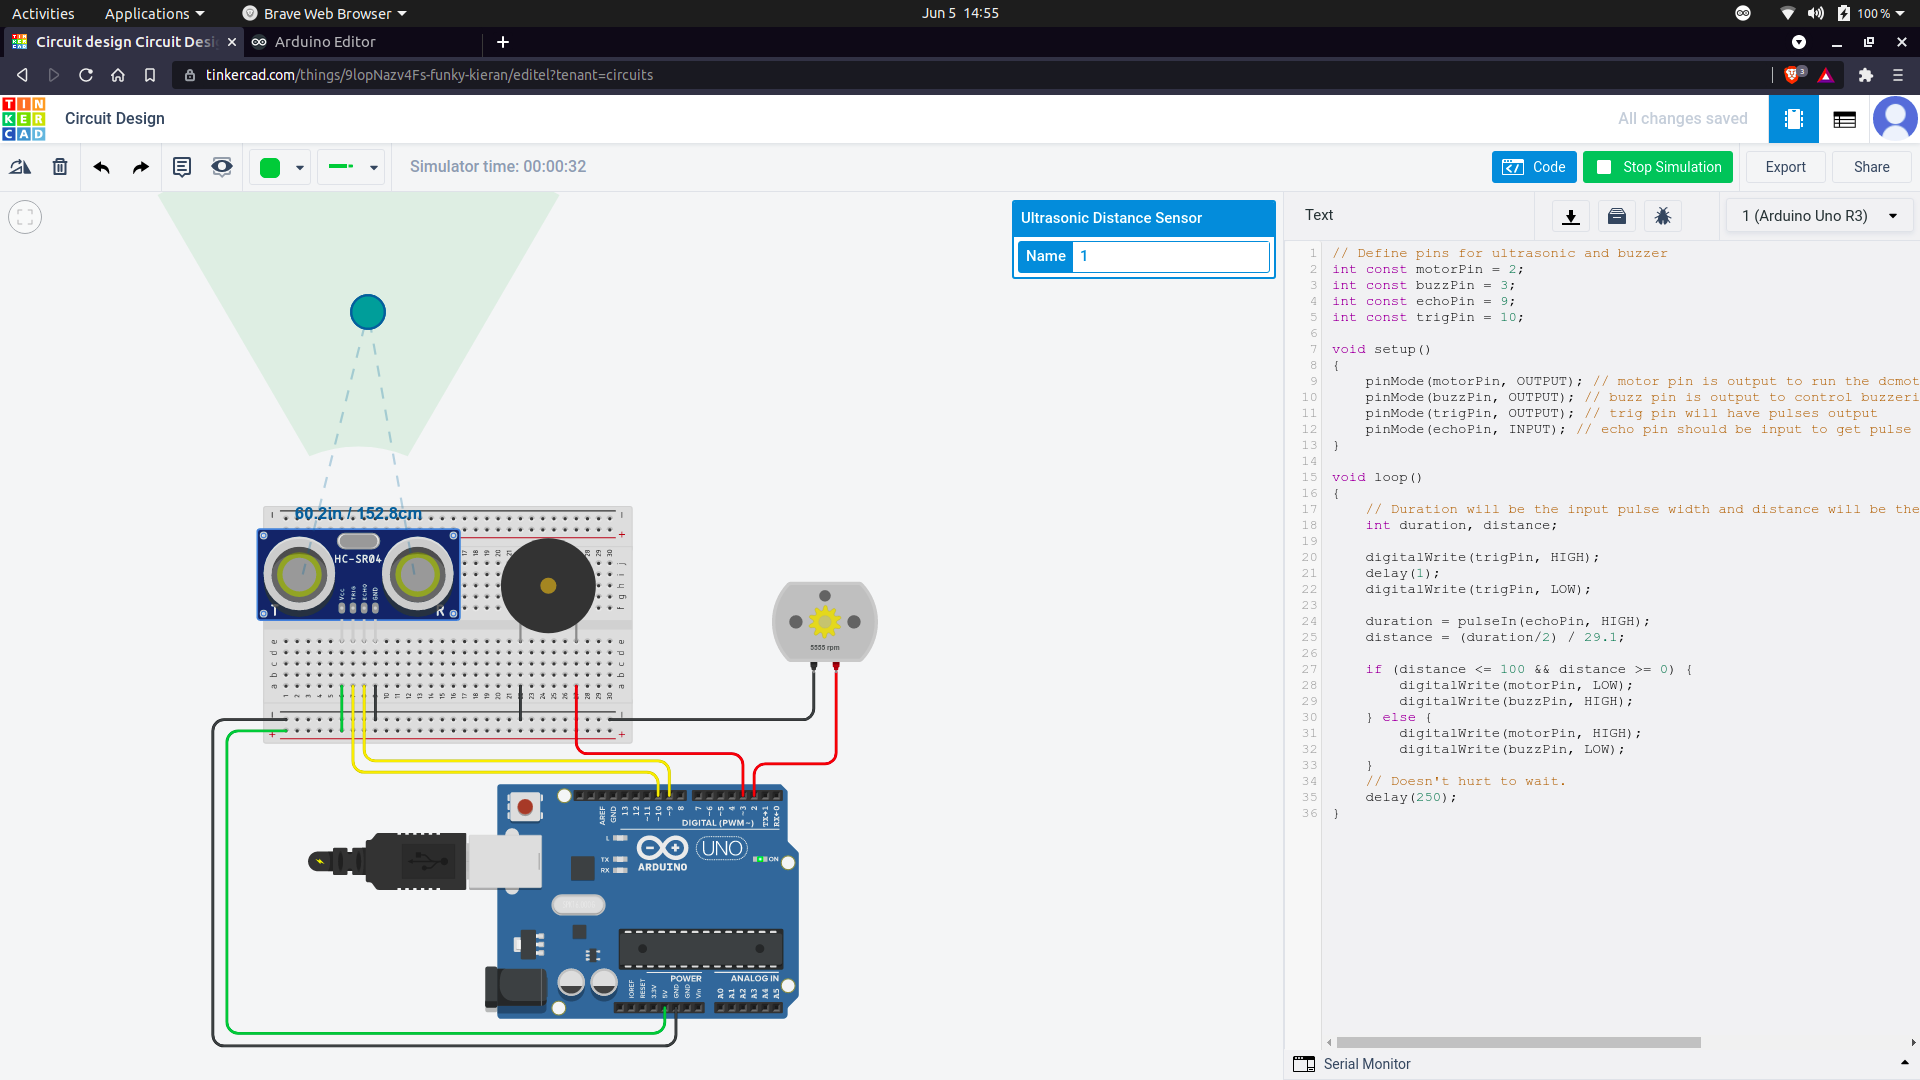 Activities
Applications
Brave Web Browser
Jun 5 14:55
100 %
Circuit design Circuit Desi
Arduino Editor
tinkercad.com/things/9lopNazv4Fs-funky-kieran/editel?tenant=circuits
3
TIN
KER
CAD
Circuit Design
All changes saved
Simulator time: 00:00:32
Code
Stop Simulation
Export
Share
Ultrasonic Distance Sensor
Name 1
Text
1 (Arduino Uno R3)
1 // Define pins for ultrasonic and buzzer
2 int const motorPin = 2;
3 int const buzzPin = 3;
4 int const echoPin = 9;
5 int const trigPin = 10;
6
7 void setup()
8 {
9 pinMode(motorPin, OUTPUT); // motor pin is output to run the dcmot
10 pinMode(buzzPin, OUTPUT); // buzz pin is output to control buzzeri
11 pinMode(trigPin, OUTPUT); // trig pin will have pulses output
12 pinMode(echoPin, INPUT); // echo pin should be input to get pulse
13 }
14
15 void loop()
16 {
17 // Duration will be the input pulse width and distance will be the
18 int duration, distance;
19
20 digitalWrite(trigPin, HIGH);
21 delay(1);
22 digitalWrite(trigPin, LOW);
23
24 duration = pulseIn(echoPin, HIGH);
25 distance = (duration/2) / 29.1;
26
27 if (distance <= 100 && distance >= 0) {
28 digitalWrite(motorPin, LOW);
29 digitalWrite(buzzPin, HIGH);
30 } else {
31 digitalWrite(motorPin, HIGH);
32 digitalWrite(buzzPin, LOW);
33 }
34 // Doesn't hurt to wait.
35 delay(250);
36 }
Serial Monitor
60.2in / 152.8cm
HC-SR04
VCC TRIG ECHO GND
T R
5555 rpm
AREF GND 13 12 ~11 ~10 ~9 8 7 ~6 ~5 4 ~3 2 TX→1 RX←0
DIGITAL (PWM~)
L
TX
RX
ARDUINO
UNO
ON
POWER
ANALOG IN
IOREF RESET 3.3V 5V GND GND Vin A0 A1 A2 A3 A4 A5